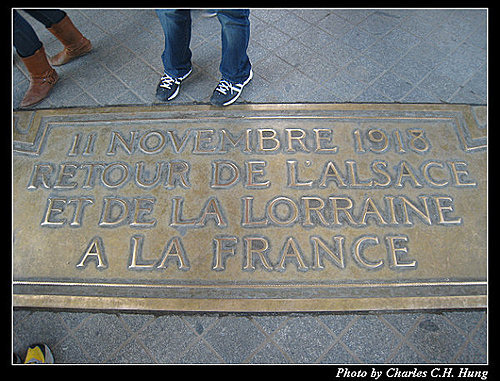 11 NOVEMBRE 1918
RETOUR DE L'ALSACE
ET DE LA LORRAINE
A LA FRANCE
Photo by Charles C.H. Hung